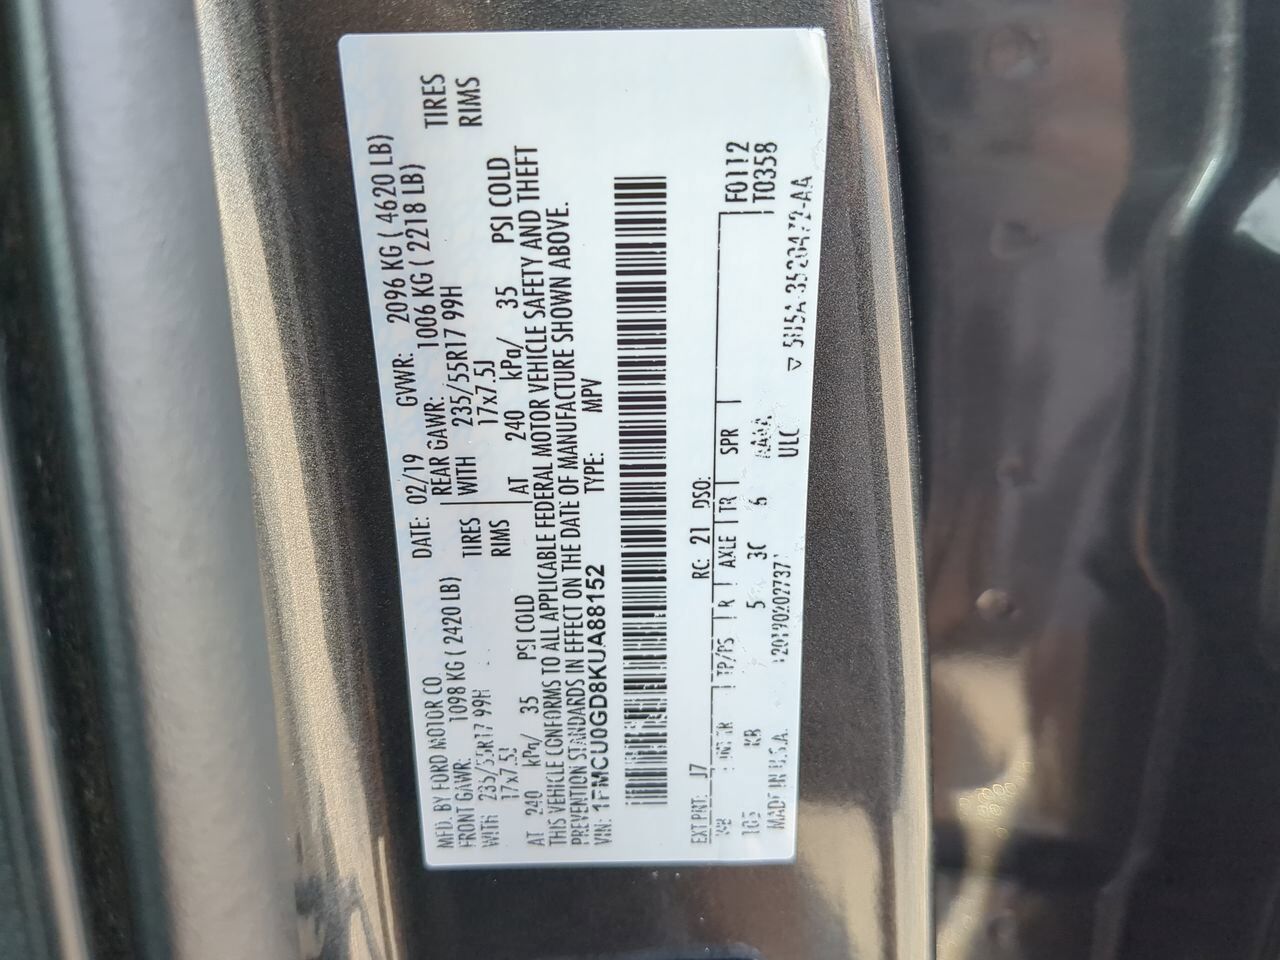 MFD. BY FORD MOTOR CO DATE: 02/19 GVWR: 2096 KG ( 4620 LB)
FRONT GAWR: 1098 KG ( 2420 LB) REAR GAWR: 1006 KG ( 2218 LB)
WITH 235/55R17 99H TIRES WITH 235/55R17 99H TIRES
17x7.5J RIMS 17x7.5J RIMS
AT 240 kPa/ 35 PSI COLD AT 240 kPa/ 35 PSI COLD
THIS VEHICLE CONFORMS TO ALL APPLICABLE FEDERAL MOTOR VEHICLE SAFETY AND THEFT
PREVENTION STANDARDS IN EFFECT ON THE DATE OF MANUFACTURE SHOWN ABOVE.
VIN: 1FMCU0GD8KUA88152 TYPE: MPV
EXT PNT: J7 RC: 21 DSO: F0112
WB TP/PS R AXLE TR SPR T0358
105 KB 5 6
MADE IN U.S.A. ULC